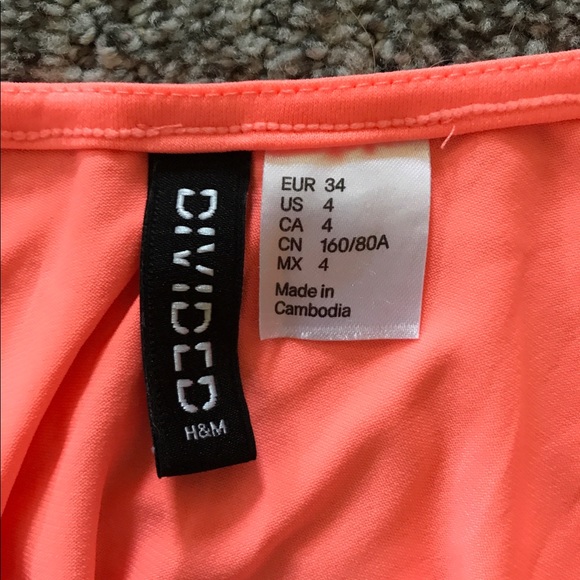 DIVIDED
H&M
EUR 34
US 4
CA 4
CN 160/80A
MX 4
Made in
Cambodia